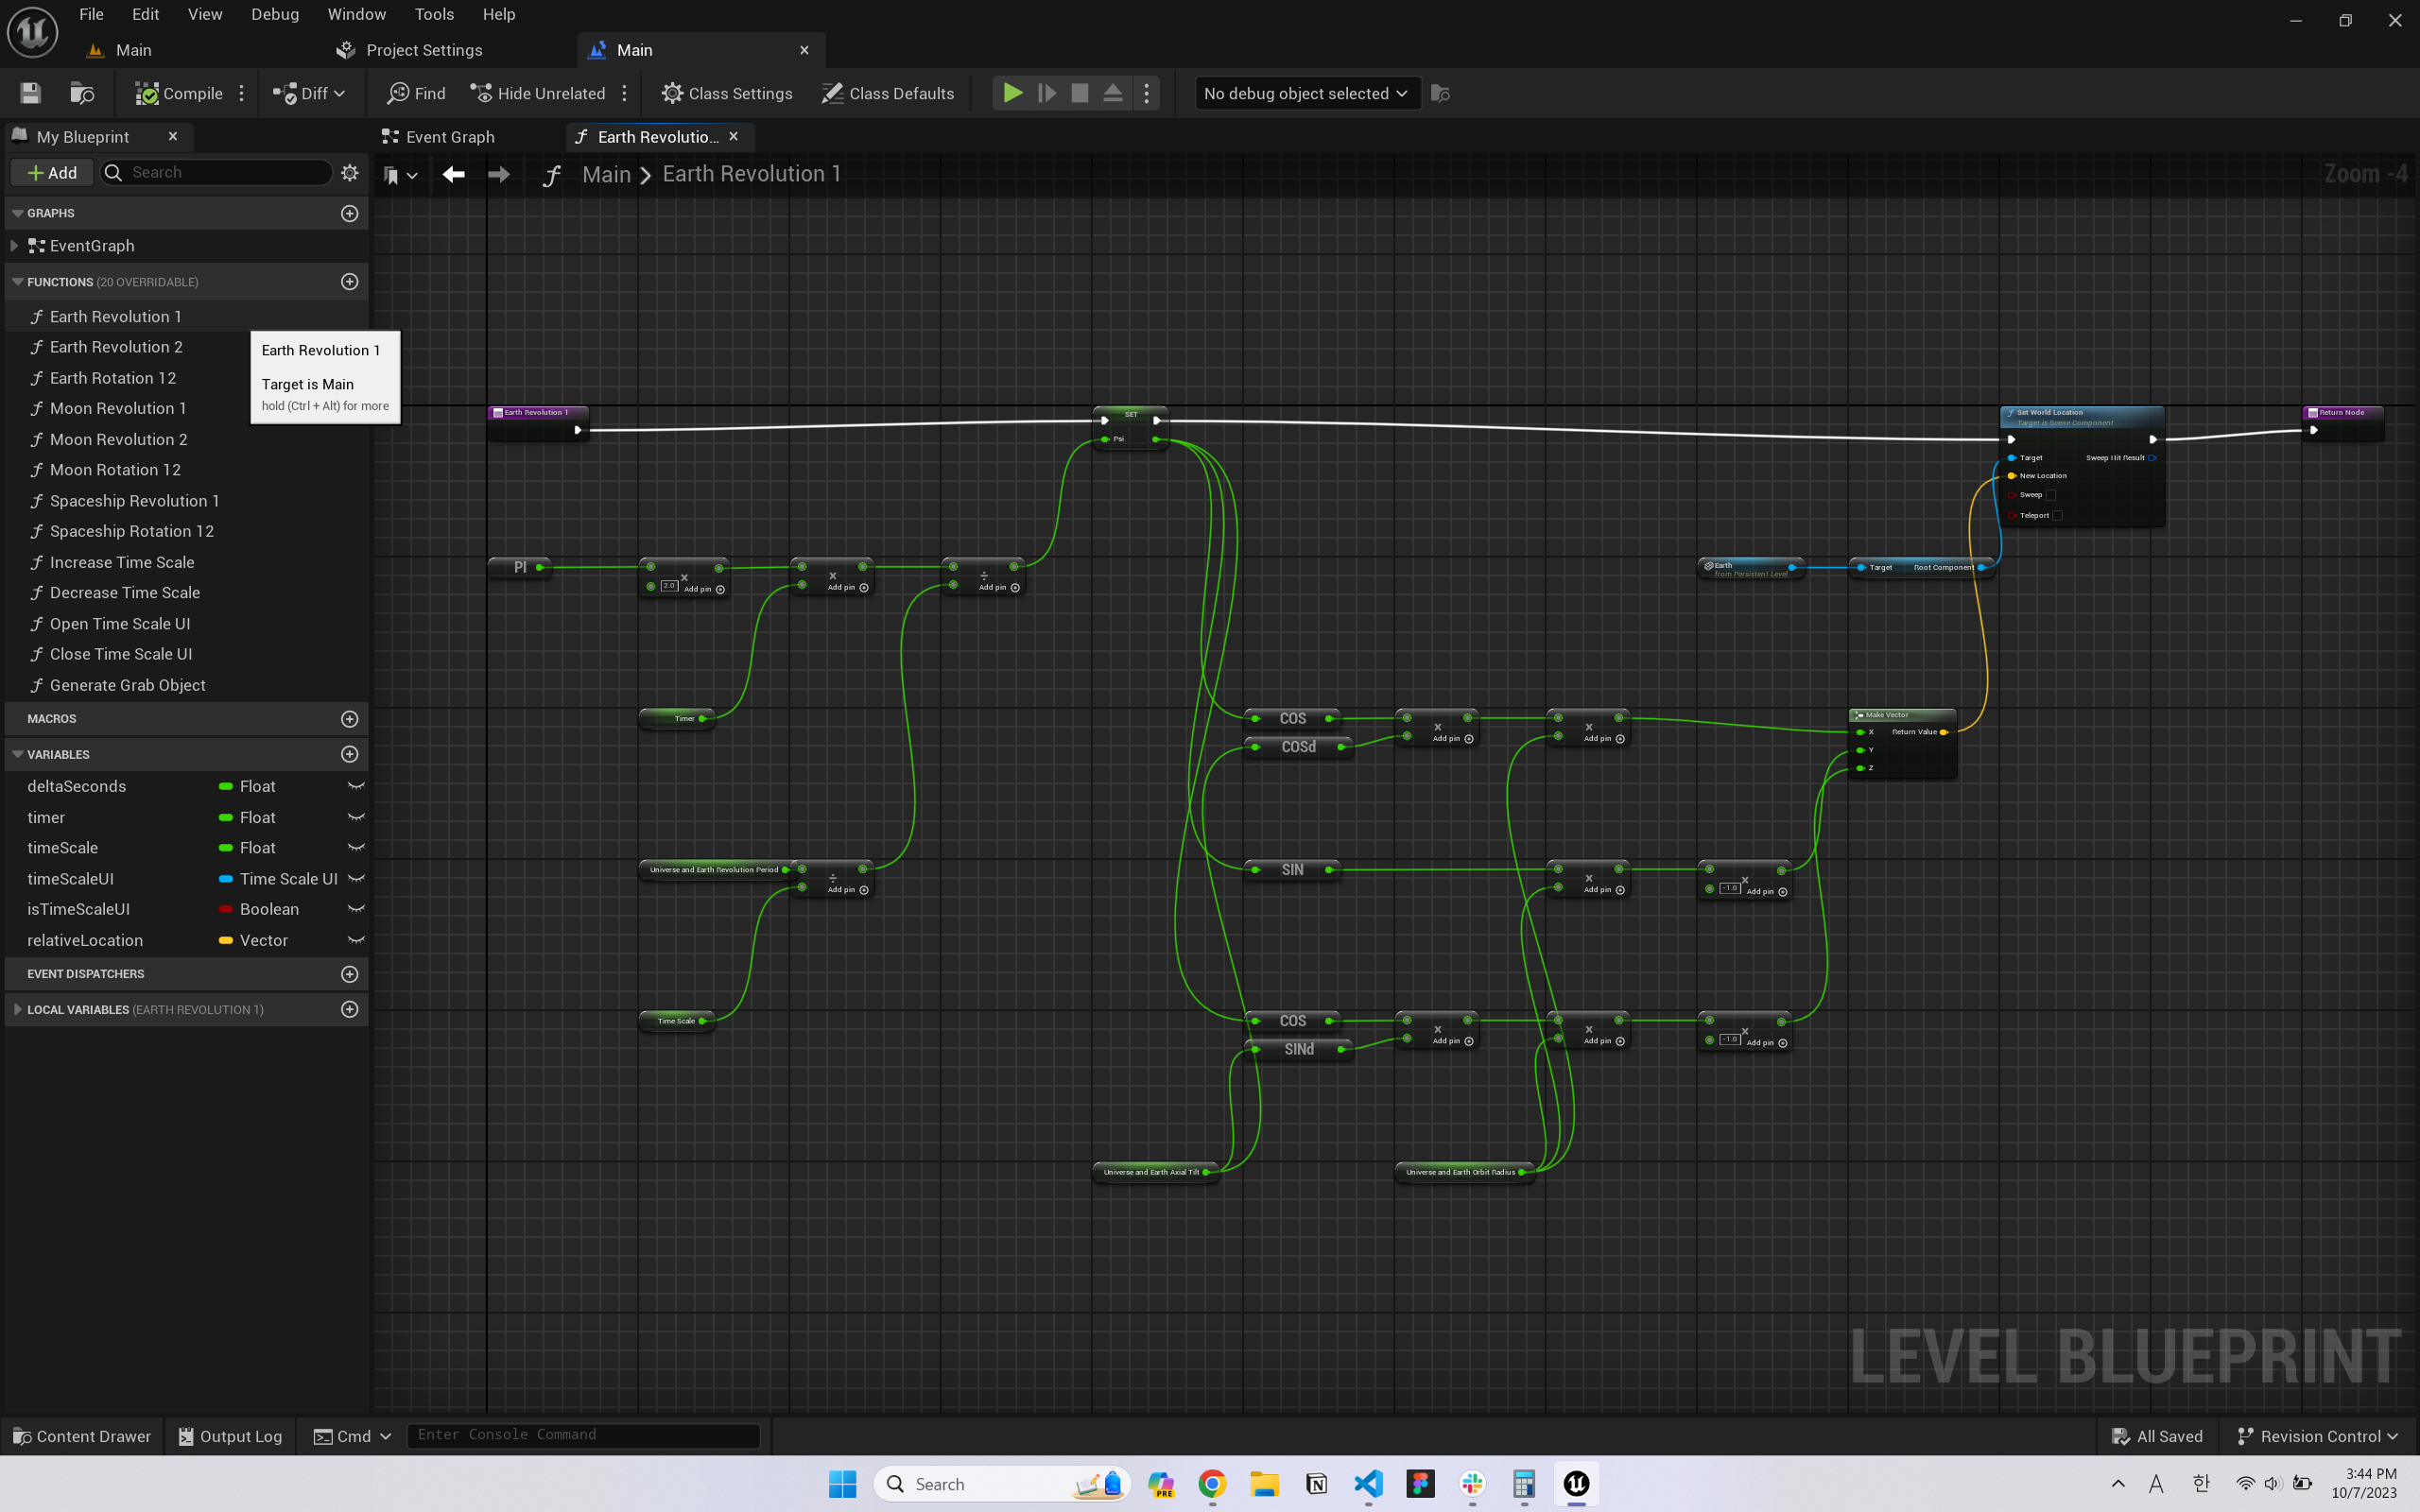 File Edit View Debug Window Tools Help
Main Project Settings Main
Compile Diff Find Hide Unrelated Class Settings Class Defaults No debug object selected
My Blueprint Event Graph Earth Revolutio...
Add Search Main Earth Revolution 1 Zoom -4
GRAPHS
EventGraph
FUNCTIONS (20 OVERRIDABLE)
Earth Revolution 1
Earth Revolution 2
Earth Rotation 12
Moon Revolution 1
Moon Revolution 2
Moon Rotation 12
Spaceship Revolution 1
Spaceship Rotation 12
Increase Time Scale
Decrease Time Scale
Open Time Scale UI
Close Time Scale UI
Generate Grab Object
MACROS
VARIABLES
deltaSeconds Float
timer Float
timeScale Float
timeScaleUI Time Scale UI
isTimeScaleUI Boolean
relativeLocation Vector
EVENT DISPATCHERS
LOCAL VARIABLES (EARTH REVOLUTION 1)
Earth Revolution 1
Target is Main
hold (Ctrl + Alt) for more
Earth Revolution 1
SET
Psi
Set World Location
Target is Scene Component
Target Sweep Hit Result
New Location
Sweep
Teleport
Return Node
PI
2.0 Add pin
Add pin
Add pin
Earth
from Persistent Level
Target Root Component
Timer
COS
COSd
Add pin
Add pin
Make Vector
X Return Value
Y
Z
Universe and Earth Revolution Period
Add pin
SIN
Add pin
-1.0 Add pin
Time Scale
COS
SINd
Add pin
Add pin
-1.0 Add pin
Universe and Earth Axial Tilt
Universe and Earth Orbit Radius
LEVEL BLUEPRINT
Content Drawer Output Log Cmd Enter Console Command All Saved Revision Control
Search PRE A 한 3:44 PM
10/7/2023